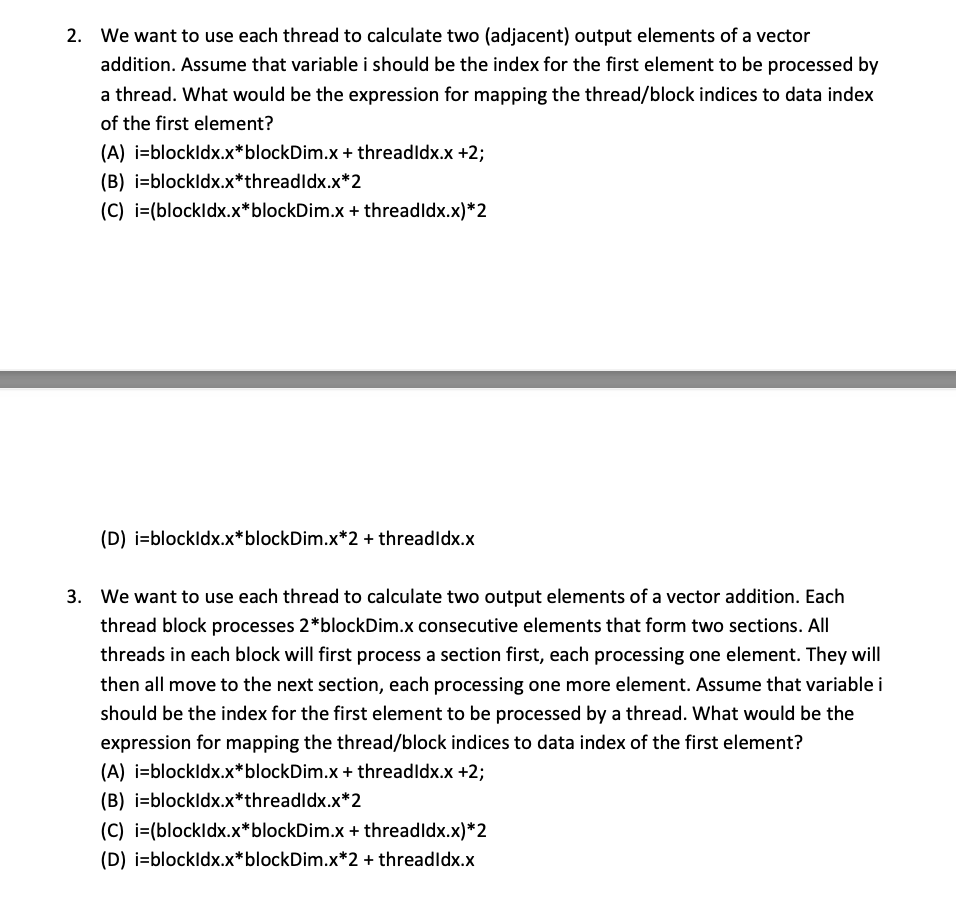 2. We want to use each thread to calculate two (adjacent) output elements of a vector
addition. Assume that variable i should be the index for the first element to be processed by
a thread. What would be the expression for mapping the thread/block indices to data index
of the first element?
(A) i=blockIdx.x*blockDim.x + threadIdx.x +2;
(B) i=blockIdx.x*threadIdx.x*2
(C) i=(blockIdx.x*blockDim.x + threadIdx.x)*2
(D) i=blockIdx.x*blockDim.x*2 + threadIdx.x
3. We want to use each thread to calculate two output elements of a vector addition. Each
thread block processes 2*blockDim.x consecutive elements that form two sections. All
threads in each block will first process a section first, each processing one element. They will
then all move to the next section, each processing one more element. Assume that variable i
should be the index for the first element to be processed by a thread. What would be the
expression for mapping the thread/block indices to data index of the first element?
(A) i=blockIdx.x*blockDim.x + threadIdx.x +2;
(B) i=blockIdx.x*threadIdx.x*2
(C) i=(blockIdx.x*blockDim.x + threadIdx.x)*2
(D) i=blockIdx.x*blockDim.x*2 + threadIdx.x